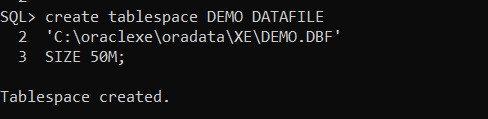 SQL> create tablespace DEMO DATAFILE
2 'C:\oraclexe\oradata\XE\DEMO.DBF'
3 SIZE 50M;
Tablespace created.